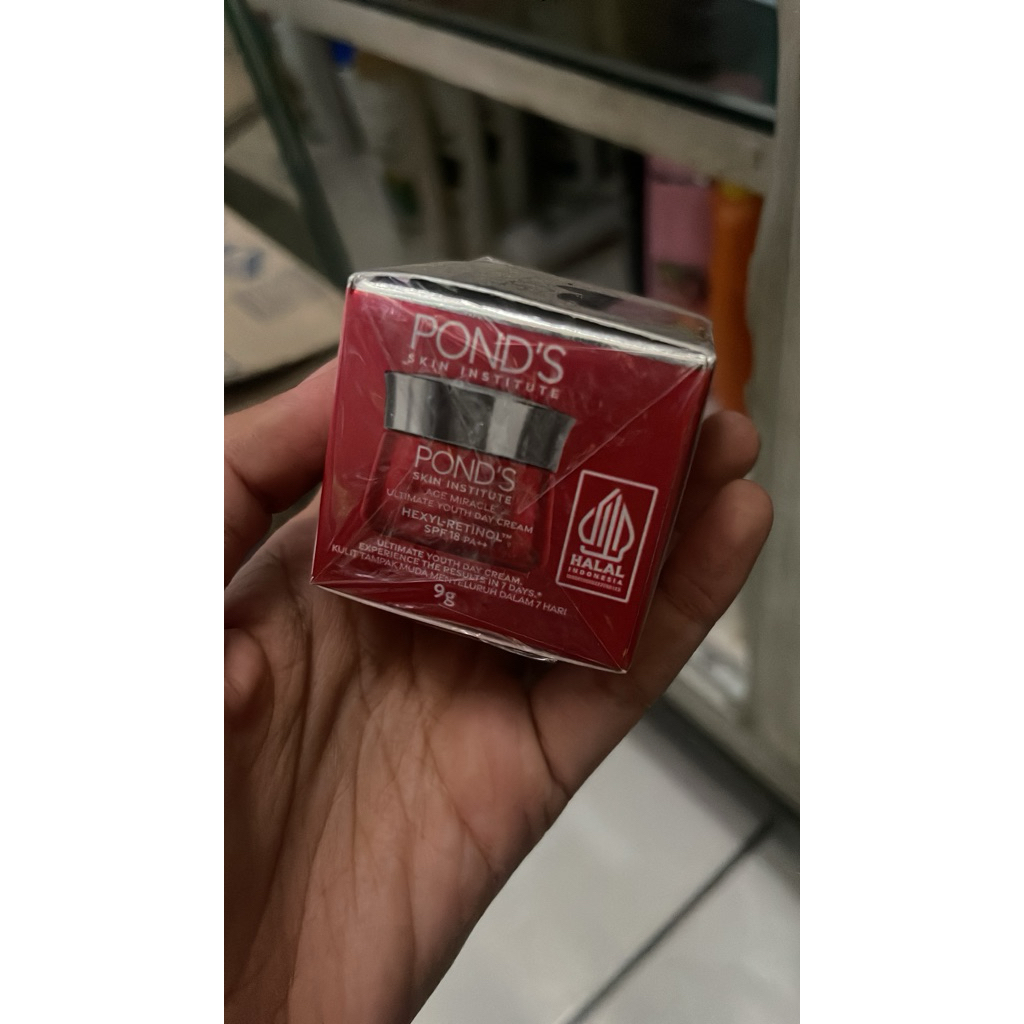 POND'S
SKIN INSTITUTE
POND'S
SKIN INSTITUTE
AGE MIRACLE
ULTIMATE YOUTH DAY CREAM
HEXYL-RETINOL™
SPF 18 PA++
ULTIMATE YOUTH DAY CREAM.
EXPERIENCE THE RESULTS IN 7 DAYS.*
KULIT TAMPAK MUDA MENYELURUH DALAM 7 HARI
9g
HALAL
INDONESIA